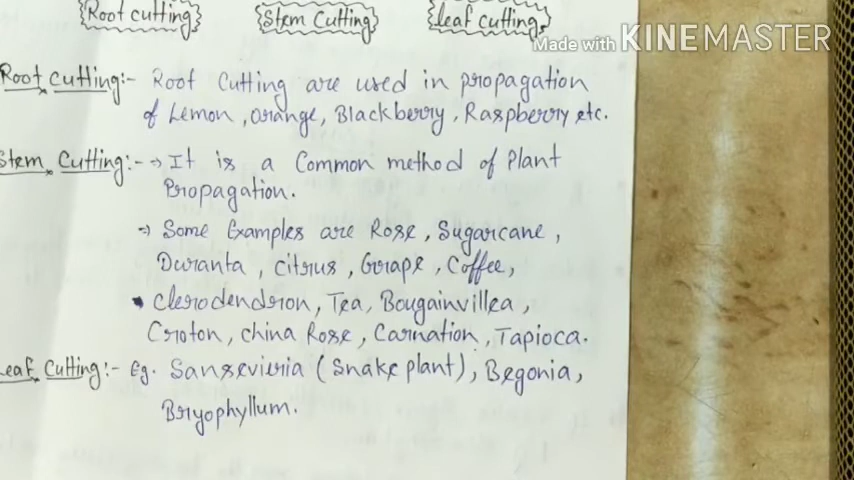 Root cutting
Stem Cutting
leaf cutting
Made with KINEMASTER
Root Cutting:- Root Cutting are used in propagation
of Lemon, orange, Blackberry, Raspberry etc.
Stem Cutting:- → It is a Common method of Plant
Propagation.
→ Some Examples are Rose, Sugarcane,
Duranta, citrus, Grape, Coffee,
Clerodendron, Tea, Bougainvillea,
Croton, china Rose, Carnation, Tapioca.
Leaf Cutting:- Eg. Sansevieria (Snake plant), Begonia,
Bryophyllum.